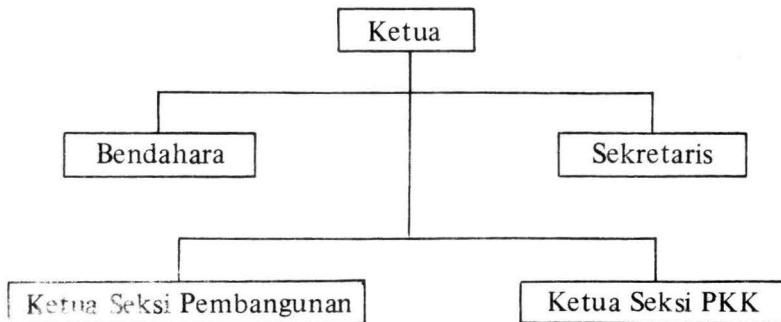 Ketua
Bendahara
Sekretaris
Ketua Seksi Pembangunan
Ketua Seksi PKK